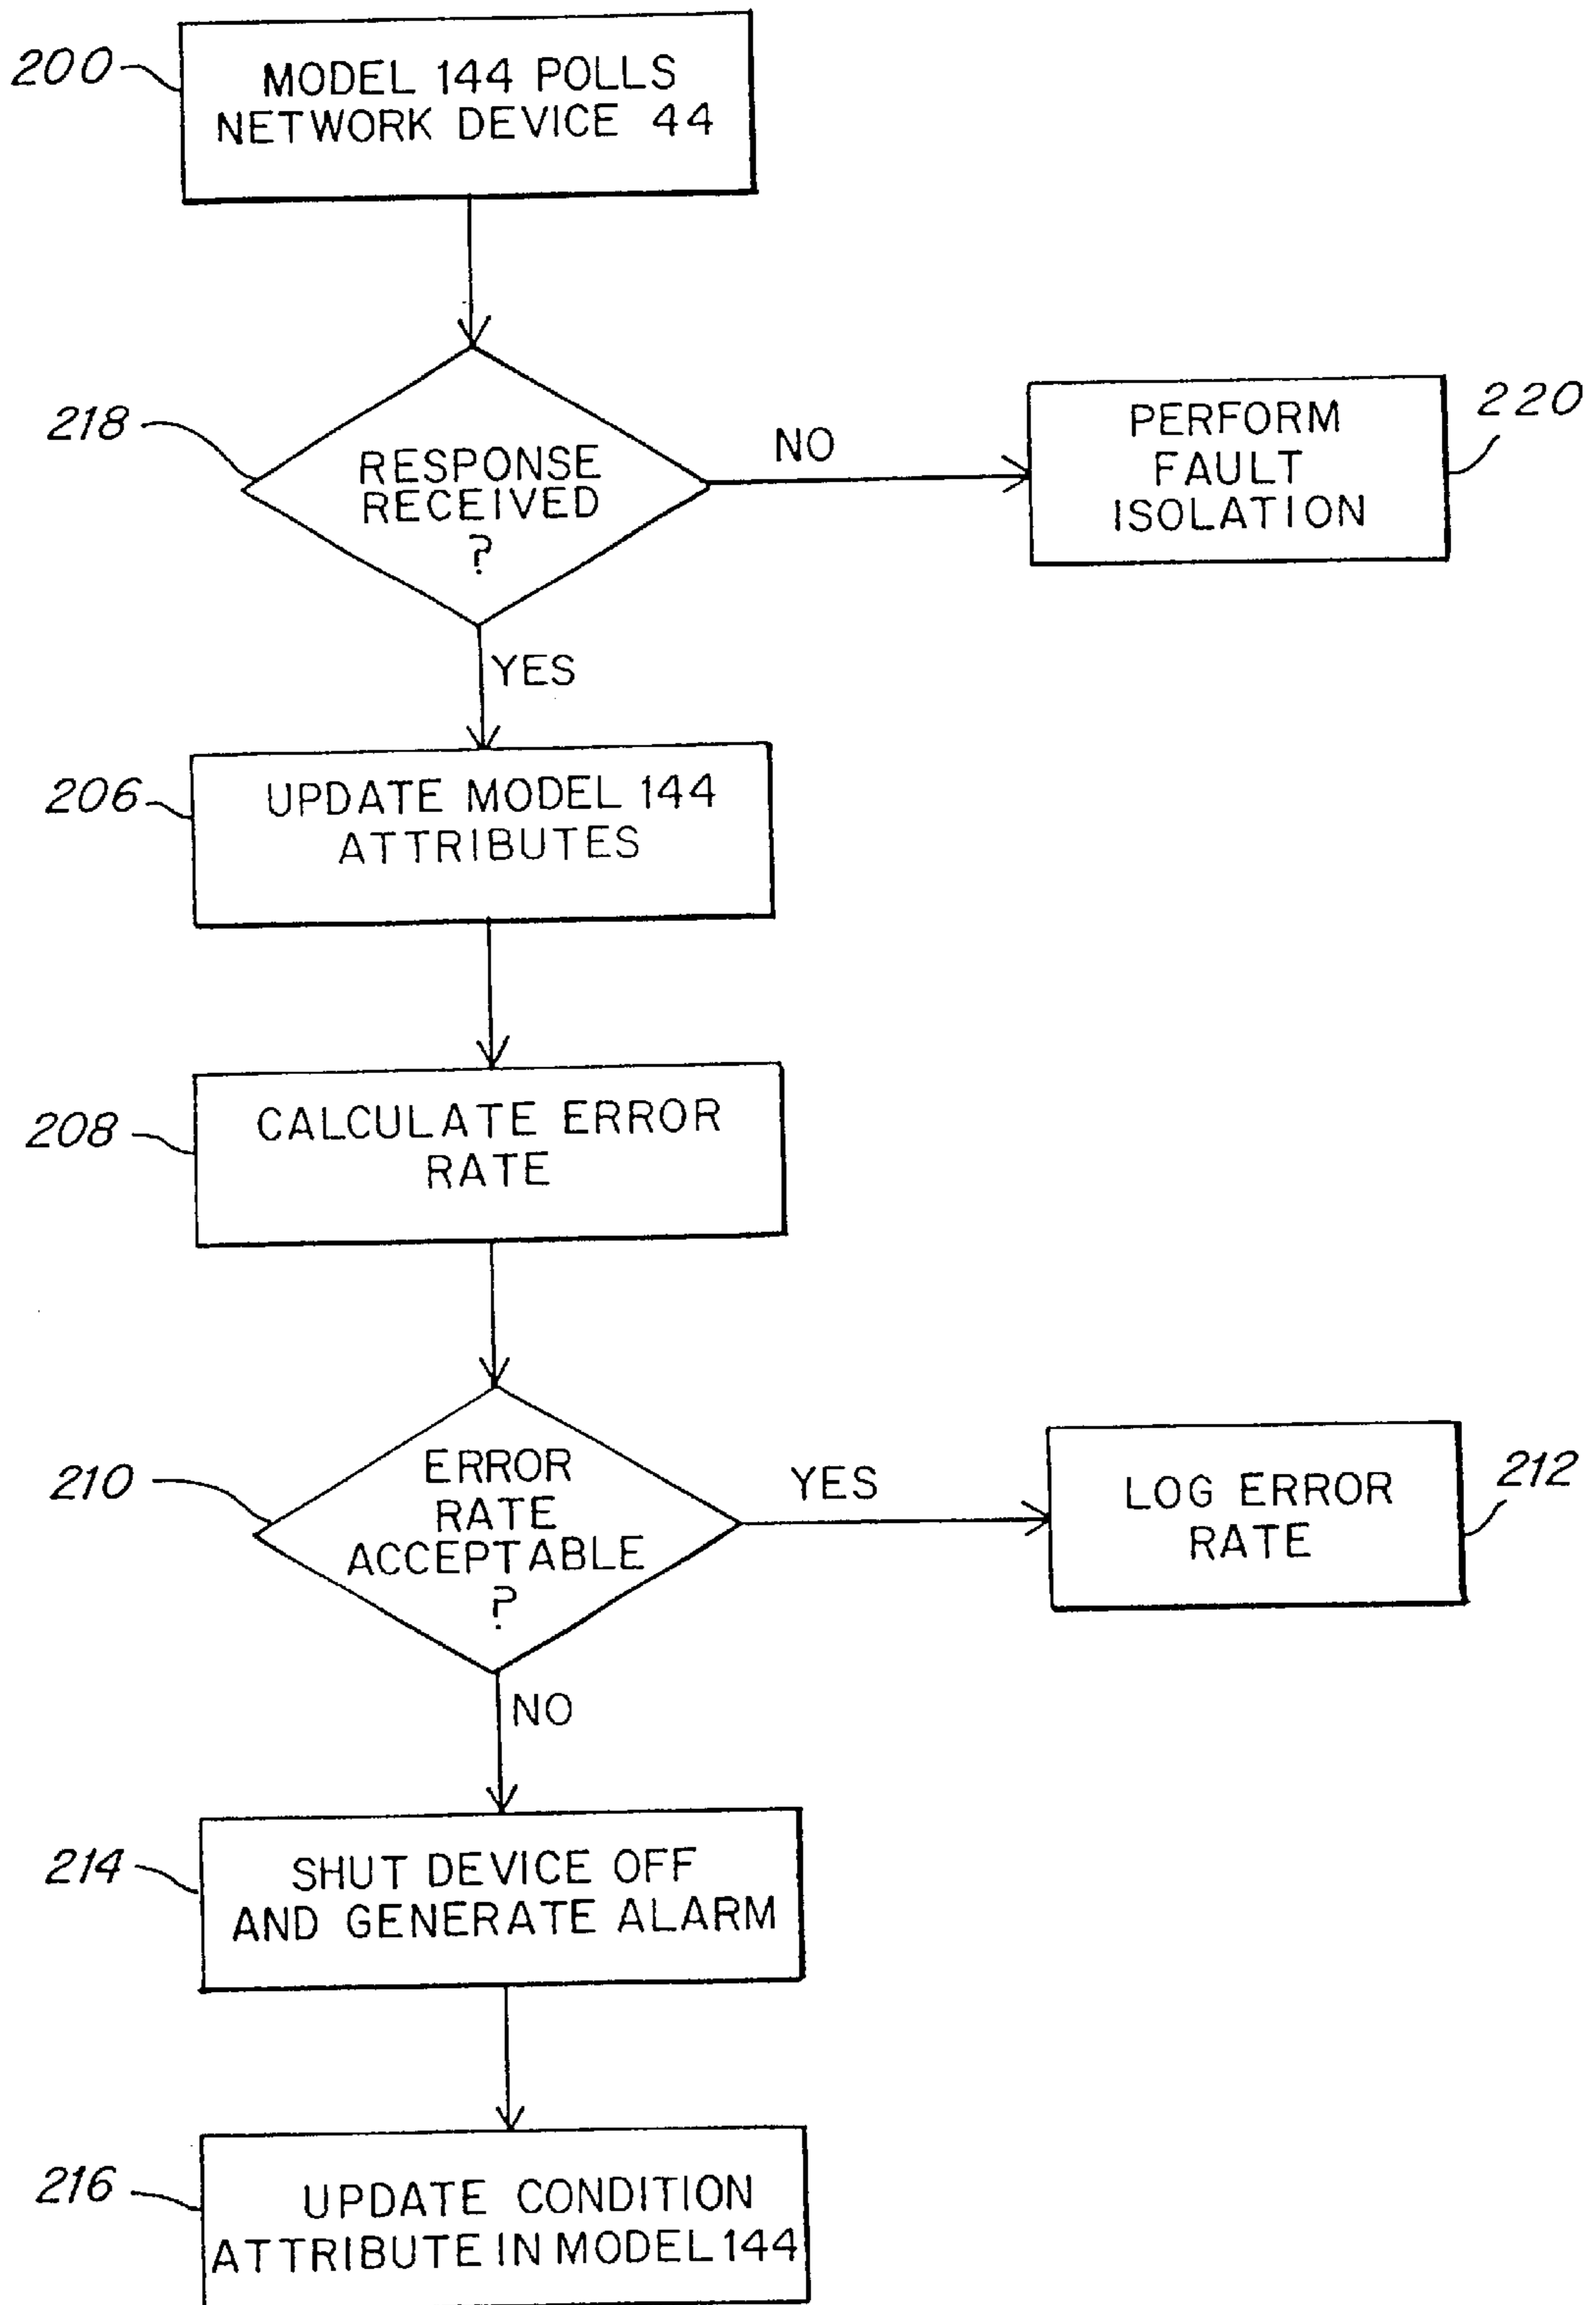 200
MODEL 144 POLLS
NETWORK DEVICE 44
218
RESPONSE
RECEIVED
?
NO
PERFORM
FAULT
ISOLATION
220
YES
206
UPDATE MODEL 144
ATTRIBUTES
208
CALCULATE ERROR
RATE
210
ERROR
RATE
ACCEPTABLE
?
YES
LOG ERROR
RATE
212
NO
214
SHUT DEVICE OFF
AND GENERATE ALARM
216
UPDATE CONDITION
ATTRIBUTE IN MODEL 144